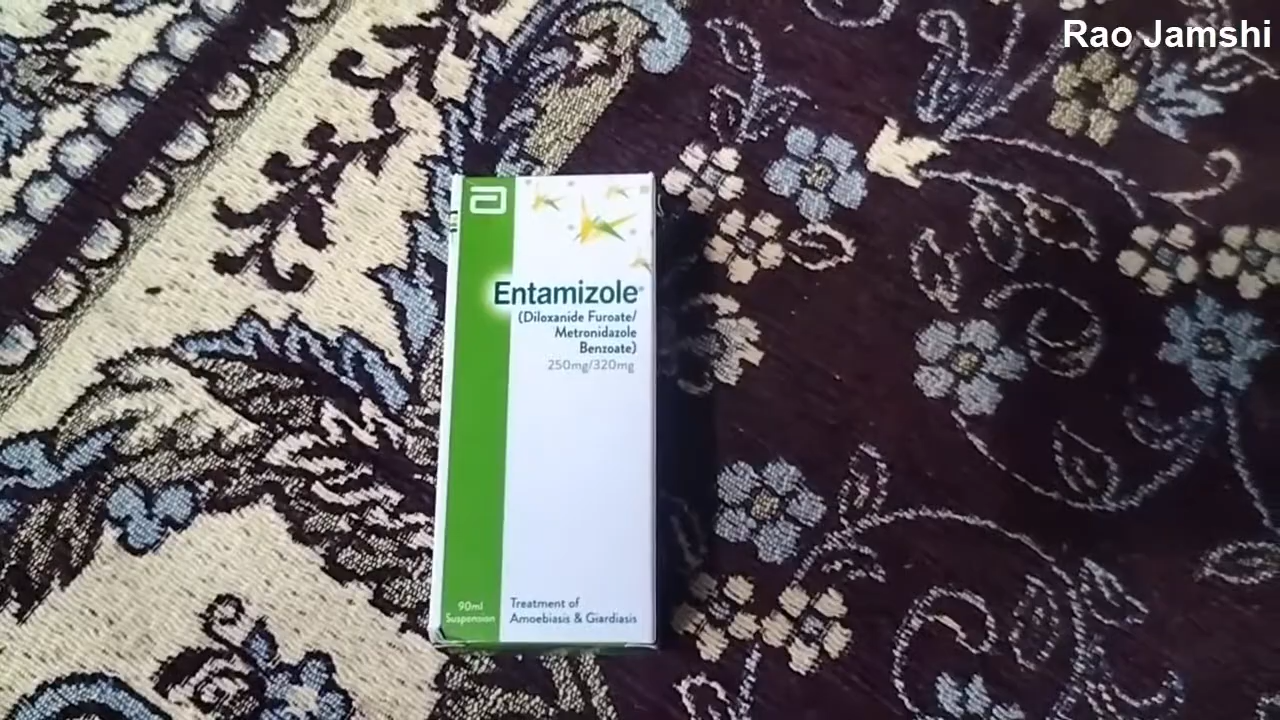 Rao Jamshi
Entamizole®
(Diloxanide Furoate/
Metronidazole
Benzoate)
250mg/320mg
90ml
Suspension
Treatment of
Amoebiasis & Giardiasis